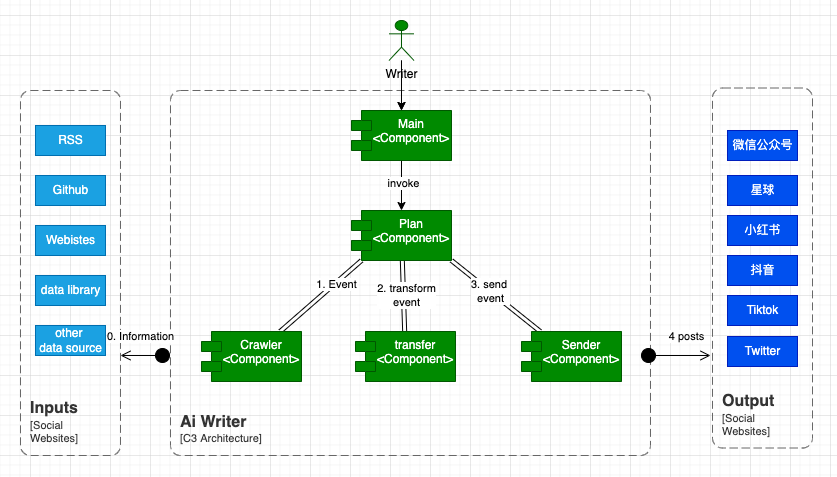 Writer
Main
<Component>
invoke
Plan
<Component>
1. Event
2. transform
event
3. send
event
Crawler
<Component>
transfer
<Component>
Sender
<Component>
Ai Writer
[C3 Architecture]
RSS
Github
Webistes
data library
other
data source
0. Information
Inputs
[Social
Websites]
微信公众号
星球
小红书
抖音
Tiktok
Twitter
4 posts
Output
[Social
Websites]